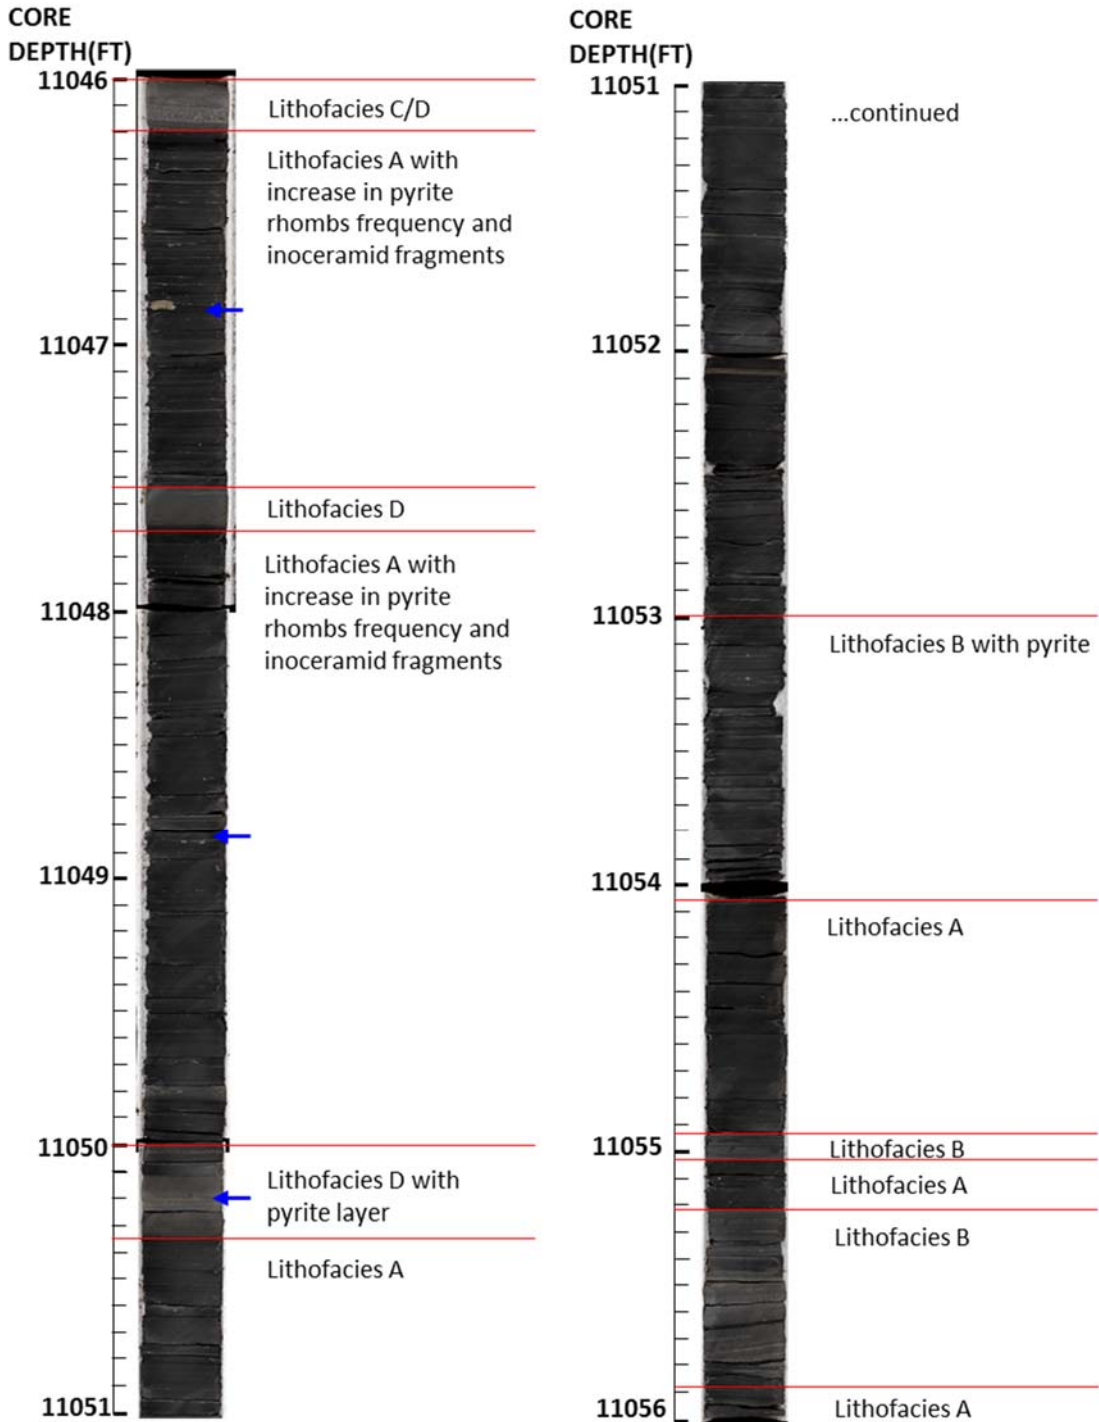 CORE
DEPTH(FT)
11046
Lithofacies C/D
Lithofacies A with
increase in pyrite
rhombs frequency and
inoceramid fragments
11047
Lithofacies D
Lithofacies A with
increase in pyrite
rhombs frequency and
inoceramid fragments
11048
11049
11050
Lithofacies D with
pyrite layer
Lithofacies A
11051
CORE
DEPTH(FT)
11051
...continued
11052
11053
Lithofacies B with pyrite
11054
Lithofacies A
11055
Lithofacies B
Lithofacies A
Lithofacies B
11056
Lithofacies A